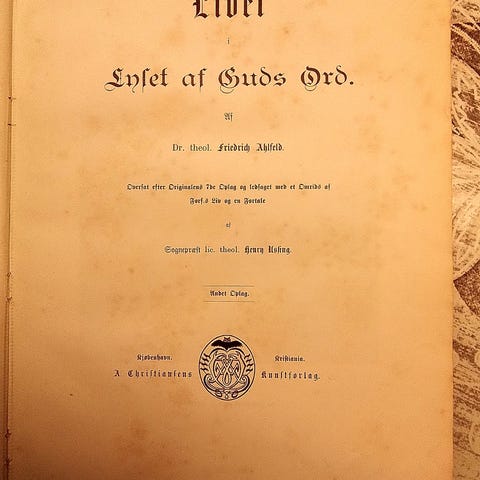 Livet
i
Lyset af Guds Ord.
Af
Dr. theol. Friedrich Ahlfeld.
Oversat efter Originalens 7de Oplag og ledsaget med et Omrids af
Forf.s Liv og en Fortale
af
Sognepræst lic. theol. Henry Ussing.
Andet Oplag.
Kjøbenhavn. Kristiania.
A. Christiansens Kunstforlag.